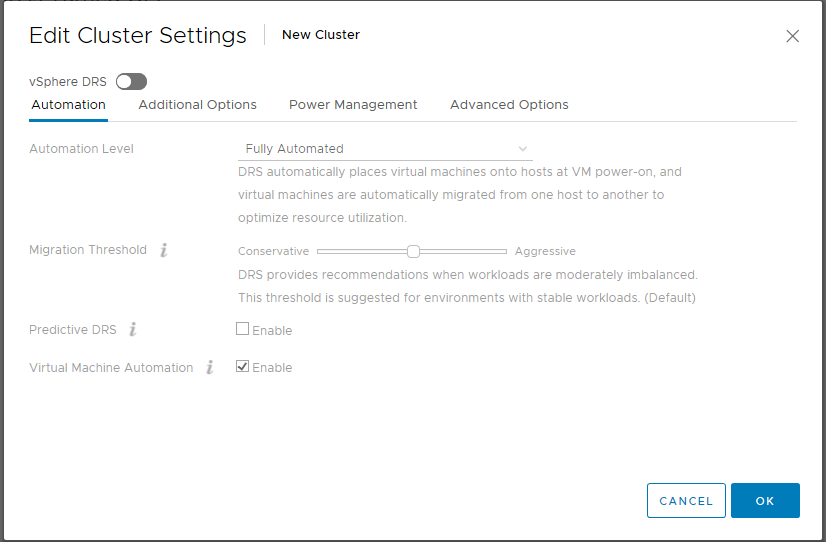 Edit Cluster Settings New Cluster
vSphere DRS
Automation Additional Options Power Management Advanced Options
Automation Level Fully Automated
DRS automatically places virtual machines onto hosts at VM power-on, and
virtual machines are automatically migrated from one host to another to
optimize resource utilization.
Migration Threshold i Conservative Aggressive
DRS provides recommendations when workloads are moderately imbalanced.
This threshold is suggested for environments with stable workloads. (Default)
Predictive DRS i Enable
Virtual Machine Automation i Enable
CANCEL OK